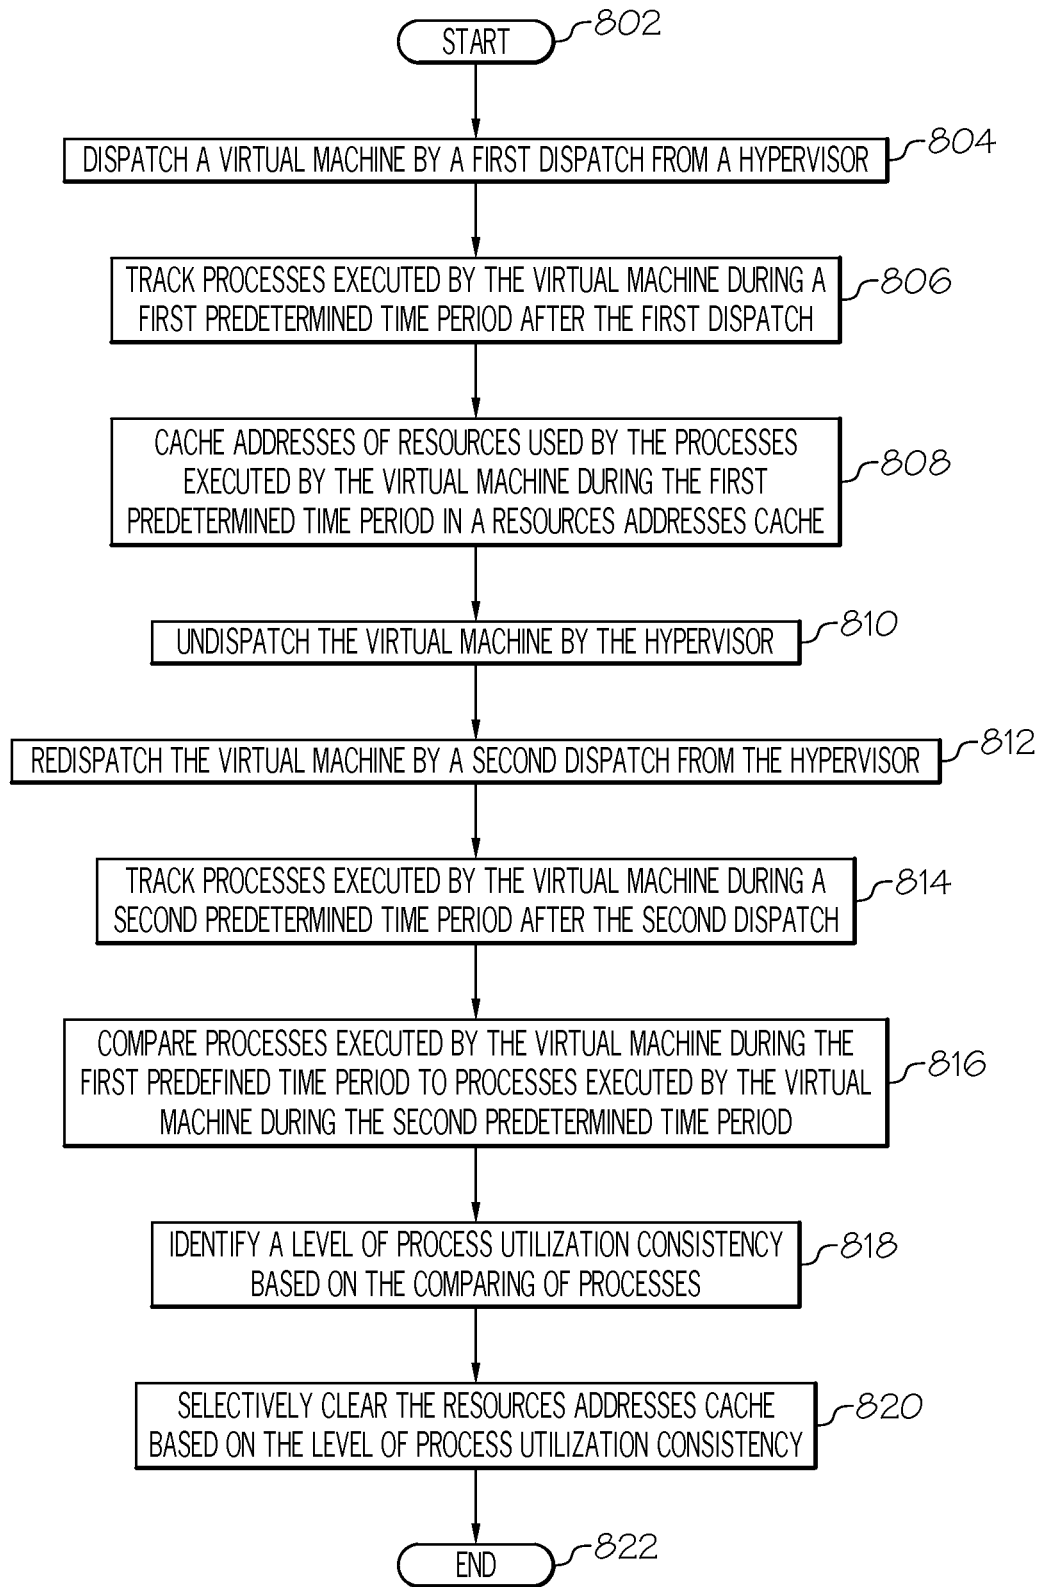 START
802
DISPATCH A VIRTUAL MACHINE BY A FIRST DISPATCH FROM A HYPERVISOR
804
TRACK PROCESSES EXECUTED BY THE VIRTUAL MACHINE DURING A
FIRST PREDETERMINED TIME PERIOD AFTER THE FIRST DISPATCH
806
CACHE ADDRESSES OF RESOURCES USED BY THE PROCESSES
EXECUTED BY THE VIRTUAL MACHINE DURING THE FIRST
PREDETERMINED TIME PERIOD IN A RESOURCES ADDRESSES CACHE
808
UNDISPATCH THE VIRTUAL MACHINE BY THE HYPERVISOR
810
REDISPATCH THE VIRTUAL MACHINE BY A SECOND DISPATCH FROM THE HYPERVISOR
812
TRACK PROCESSES EXECUTED BY THE VIRTUAL MACHINE DURING A
SECOND PREDETERMINED TIME PERIOD AFTER THE SECOND DISPATCH
814
COMPARE PROCESSES EXECUTED BY THE VIRTUAL MACHINE DURING THE
FIRST PREDEFINED TIME PERIOD TO PROCESSES EXECUTED BY THE VIRTUAL
MACHINE DURING THE SECOND PREDETERMINED TIME PERIOD
816
IDENTIFY A LEVEL OF PROCESS UTILIZATION CONSISTENCY
BASED ON THE COMPARING OF PROCESSES
818
SELECTIVELY CLEAR THE RESOURCES ADDRESSES CACHE
BASED ON THE LEVEL OF PROCESS UTILIZATION CONSISTENCY
820
END
822